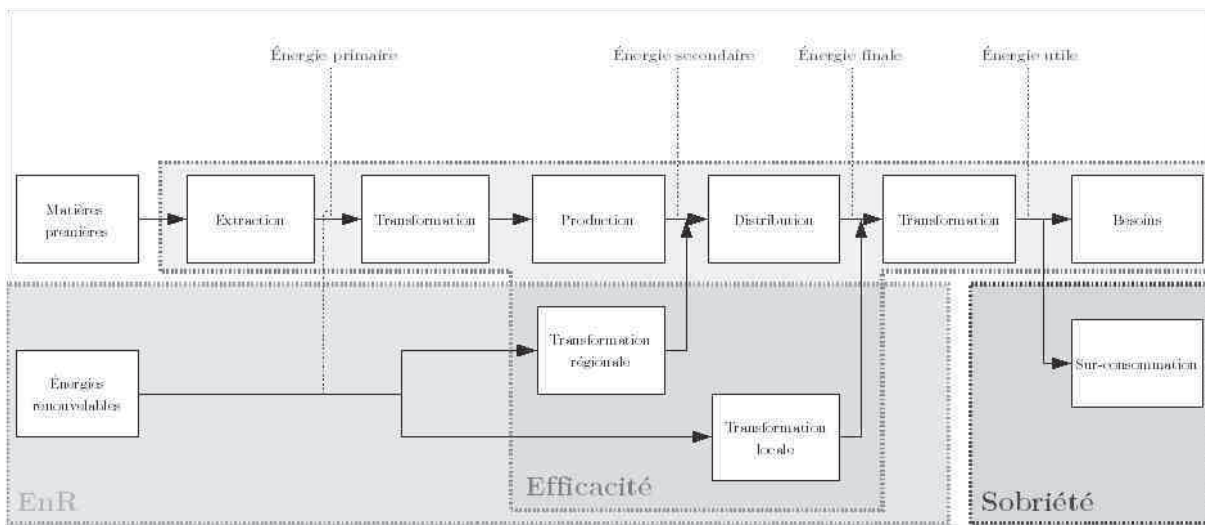 Énergie primaire
Énergie secondaire
Énergie finale
Énergie utile
Matières
premières
Extraction
Transformation
Production
Distribution
Transformation
Besoins
Transformation
régionale
Énergies
renouvelables
Sur-consommation
Transformation
locale
EnR
Efficacité
Sobriété